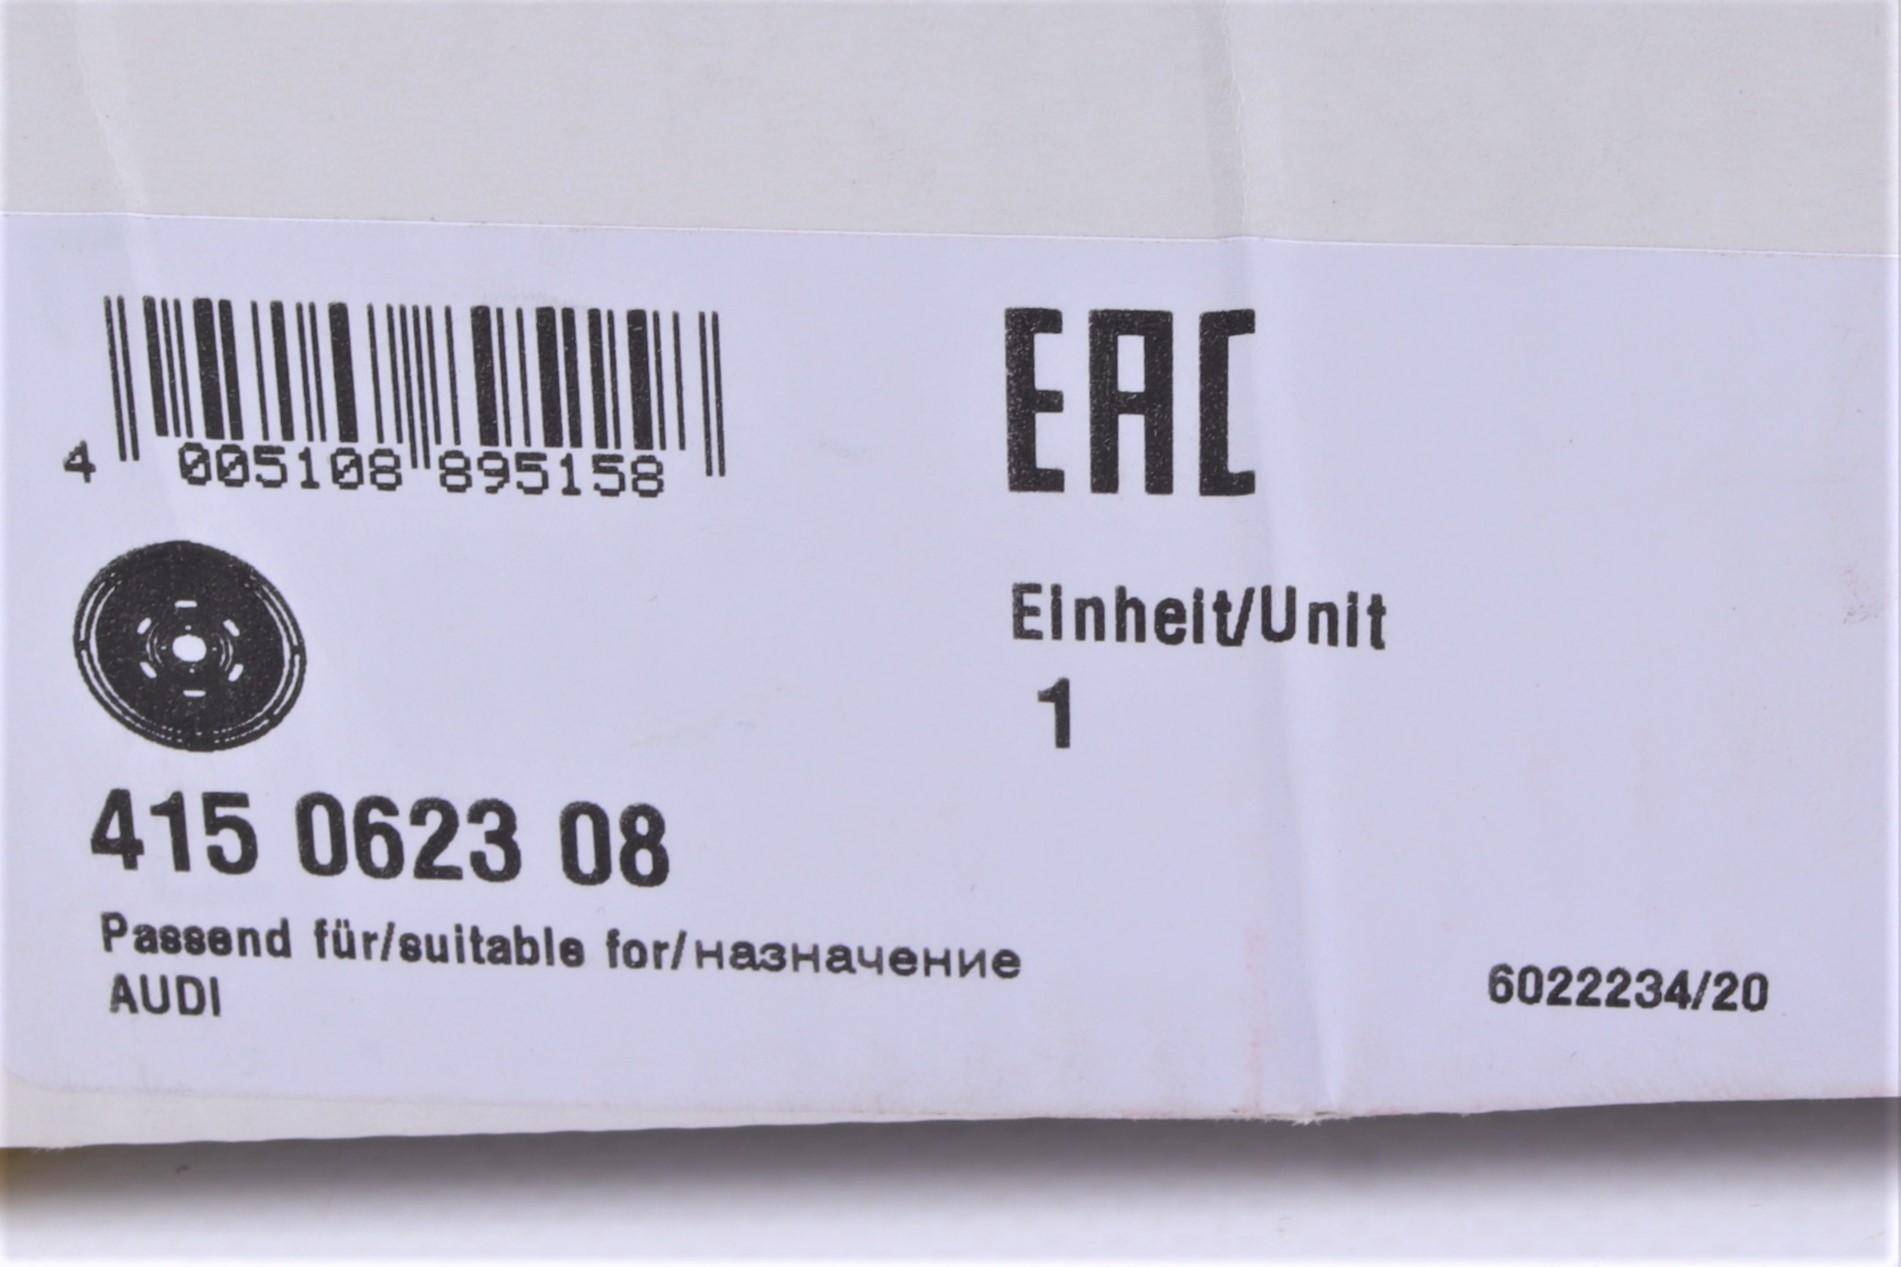 4 005108 895158
EAC
Einheit/Unit
1
415 0623 08
Passend für/suitable for/назначение
AUDI
6022234/20